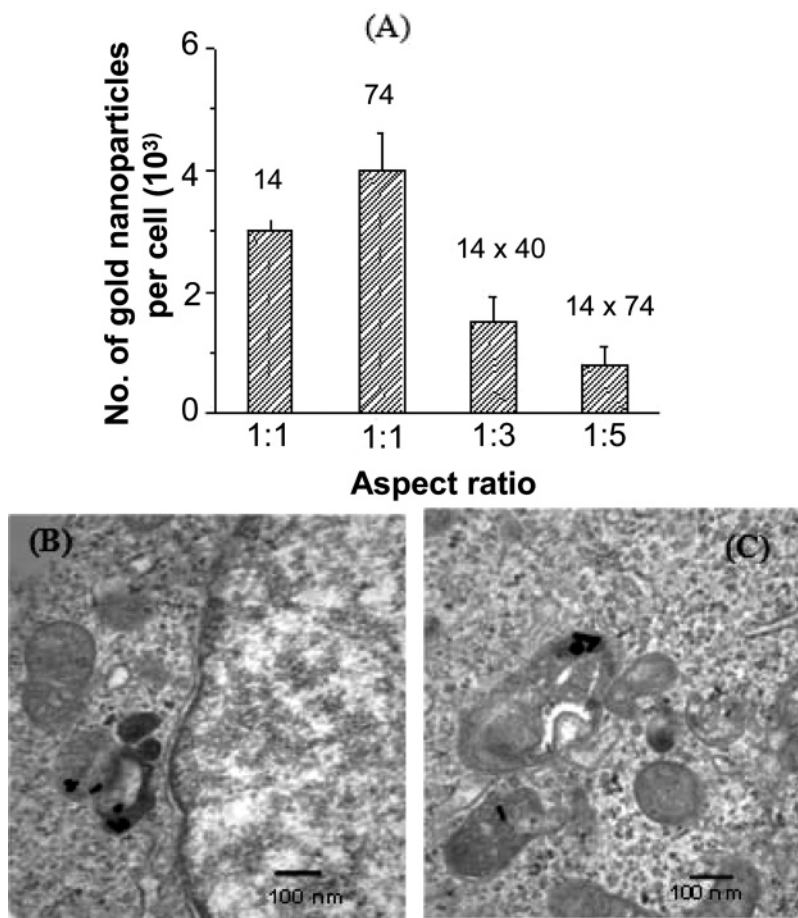 (A)
No. of gold nanoparticles
per cell (10³)
6
4
2
0
14
74
14 x 40
14 x 74
1:1
1:1
1:3
1:5
Aspect ratio
(B)
100 nm
(C)
100 nm